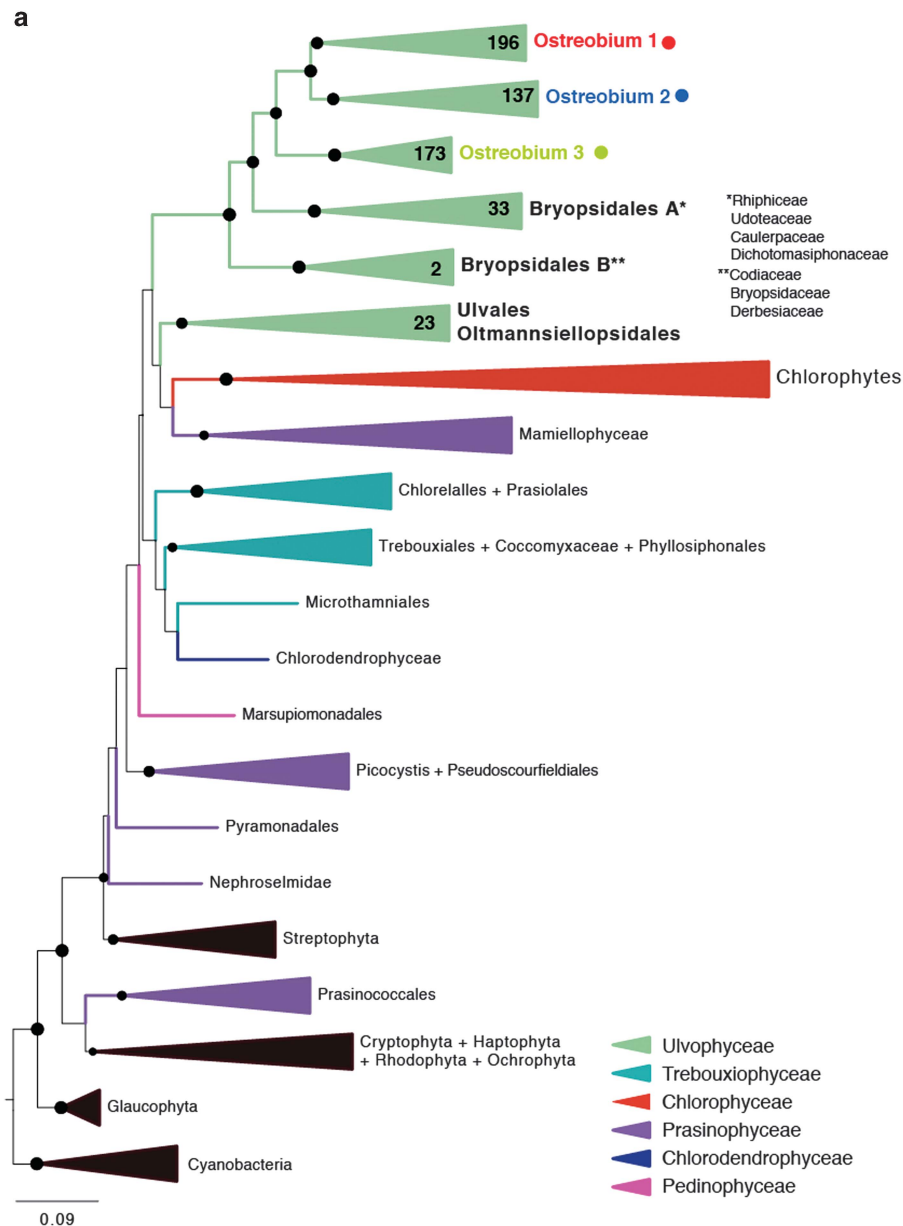 a
196 Ostreobium 1
137 Ostreobium 2
173 Ostreobium 3
33 Bryopsidales A*
2 Bryopsidales B**
*Rhiphiceae
Udoteaceae
Caulerpaceae
Dichotomasiphonaceae
**Codiaceae
Bryopsidaceae
Derbesiaceae
23 Ulvales
Oltmannsiellopsidales
Chlorophytes
Mamiellophyceae
Chlorelalles + Prasiolales
Trebouxiales + Coccomyxaceae + Phyllosiphonales
Microthamniales
Chlorodendrophyceae
Marsupiomonadales
Picocystis + Pseudoscourfieldiales
Pyramonadales
Nephroselmidae
Streptophyta
Prasinococcales
Cryptophyta + Haptophyta
+ Rhodophyta + Ochrophyta
Glaucophyta
Cyanobacteria
Ulvophyceae
Trebouxiophyceae
Chlorophyceae
Prasinophyceae
Chlorodendrophyceae
Pedinophyceae
0.09